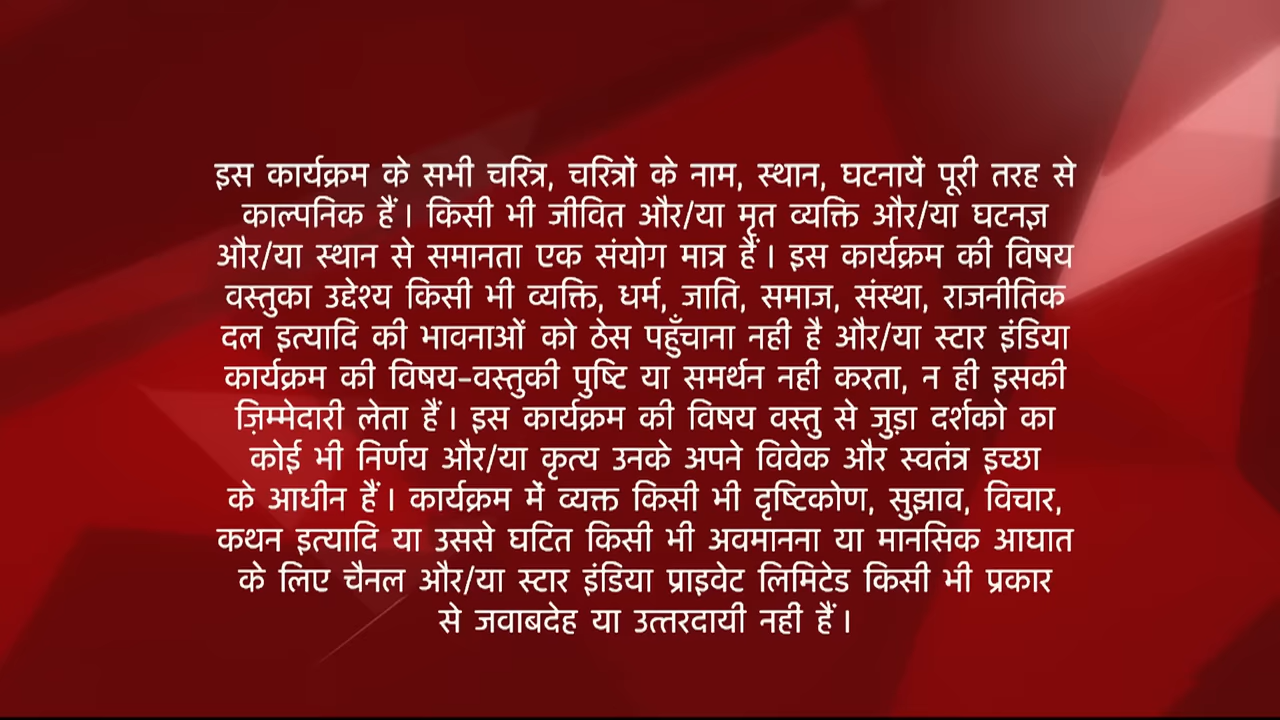 इस कार्यक्रम के सभी चरित्र, चरित्रों के नाम, स्थान, घटनायें पूरी तरह से
काल्पनिक हैं। किसी भी जीवित और/या मृत व्यक्ति और/या घटनज्ञ
और/या स्थान से समानता एक संयोग मात्र हैं। इस कार्यक्रम की विषय
वस्तुका उद्देश्य किसी भी व्यक्ति, धर्म, जाति, समाज, संस्था, राजनीतिक
दल इत्यादि की भावनाओं को ठेस पहुँचाना नही है और/या स्टार इंडिया
कार्यक्रम की विषय-वस्तुकी पुष्टि या समर्थन नही करता, न ही इसकी
ज़िम्मेदारी लेता हैं। इस कार्यक्रम की विषय वस्तु से जुड़ा दर्शको का
कोई भी निर्णय और/या कृत्य उनके अपने विवेक और स्वतंत्र इच्छा
के आधीन हैं। कार्यक्रम में व्यक्त किसी भी दृष्टिकोण, सुझाव, विचार,
कथन इत्यादि या उससे घटित किसी भी अवमानना या मानसिक आघात
के लिए चैनल और/या स्टार इंडिया प्राइवेट लिमिटेड किसी भी प्रकार
से जवाबदेह या उत्तरदायी नही हैं।